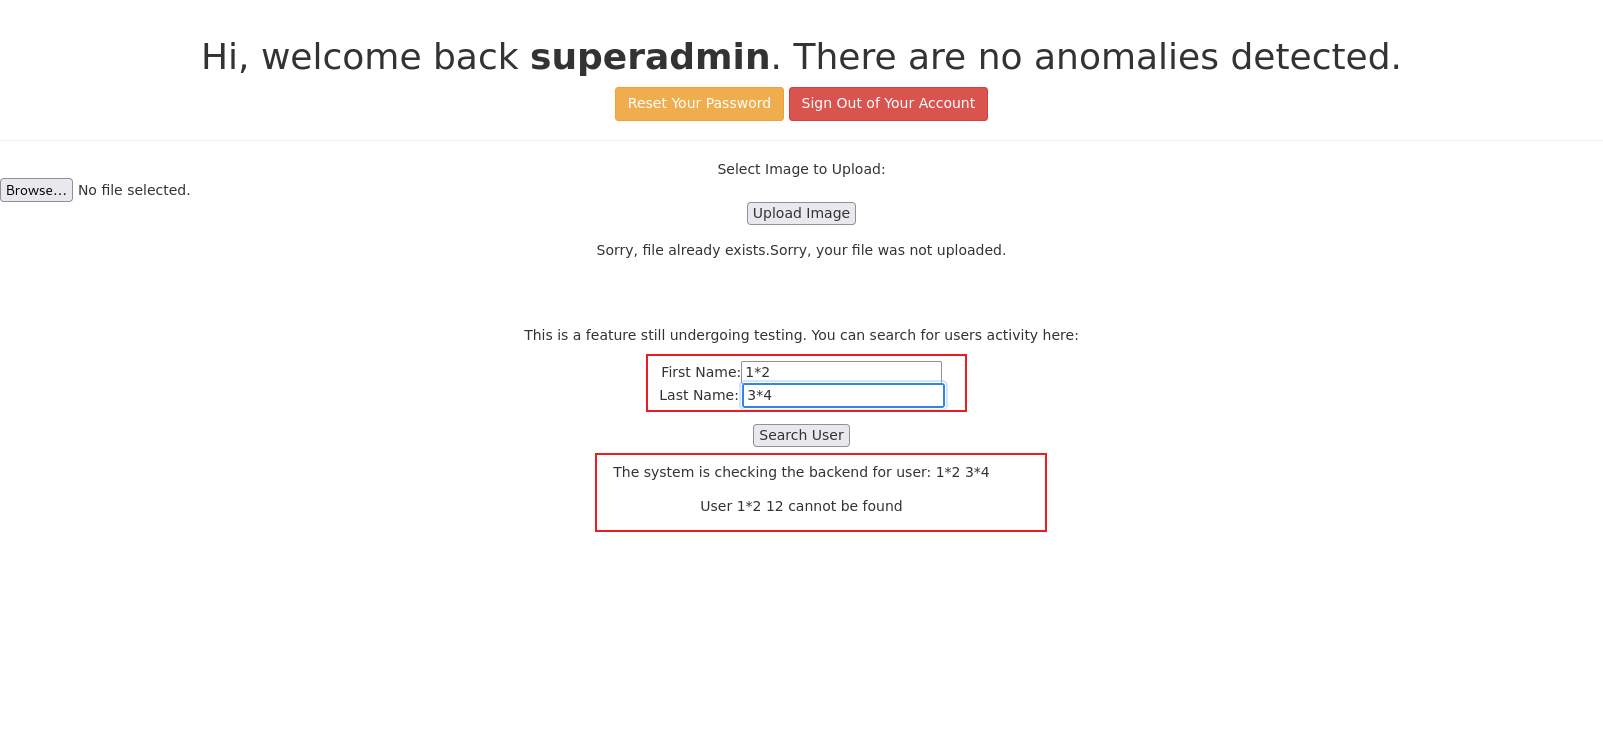 Hi, welcome back superadmin. There are no anomalies detected.
Reset Your Password Sign Out of Your Account
Select Image to Upload:
Browse... No file selected.
Upload Image
Sorry, file already exists.Sorry, your file was not uploaded.
This is a feature still undergoing testing. You can search for users activity here:
First Name: 1*2
Last Name: 3*4
Search User
The system is checking the backend for user: 1*2 3*4
User 1*2 12 cannot be found